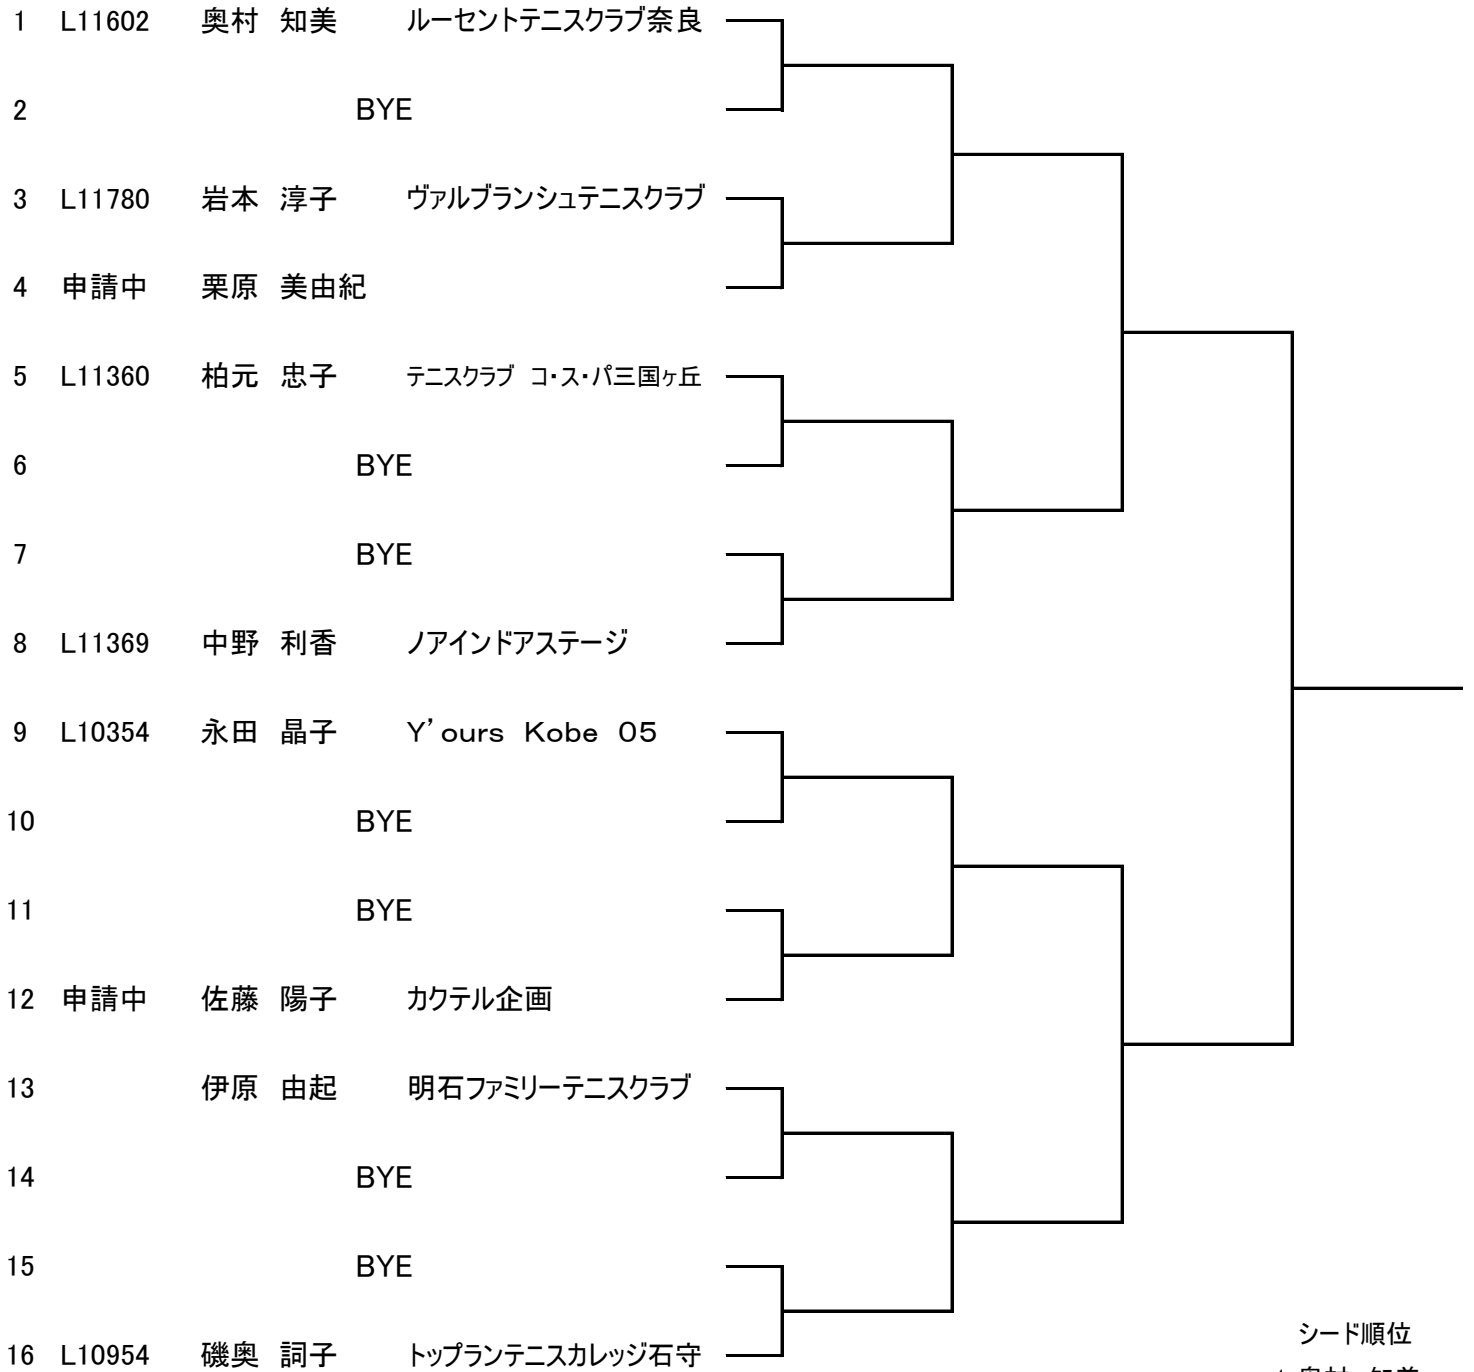 1 L11602 奥村 知美 ルーセントテニスクラブ奈良
2 BYE
3 L11780 岩本 淳子 ヴァルブランシュテニスクラブ
4 申請中 栗原 美由紀
5 L11360 柏元 忠子 テニスクラブ コ・ス・パ三国ヶ丘
6 BYE
7 BYE
8 L11369 中野 利香 ノアインドアステージ
9 L10354 永田 晶子 Y'ours Kobe 05
10 BYE
11 BYE
12 申請中 佐藤 陽子 カクテル企画
13 伊原 由起 明石ファミリーテニスクラブ
14 BYE
15 BYE
16 L10954 磯奥 詞子 トップランテニスカレッジ石守
シード順位